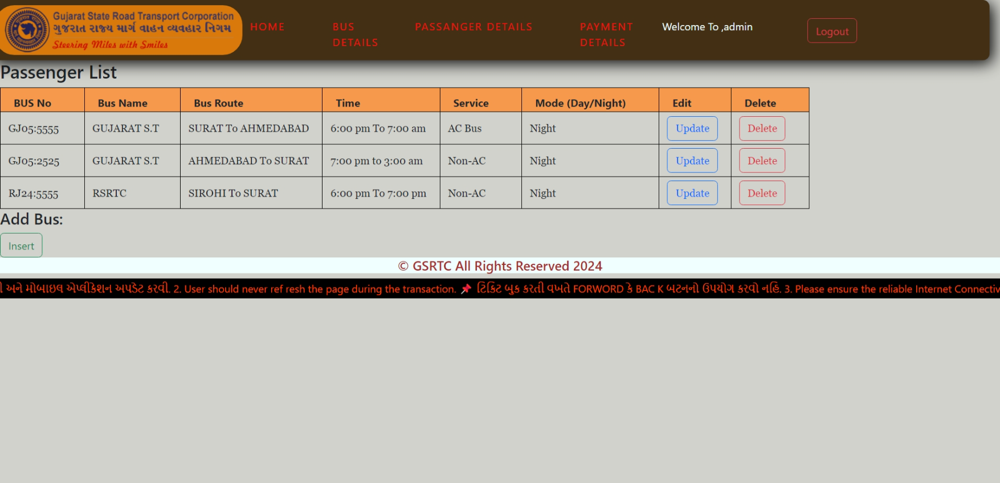 Gujarat State Road Transport Corporation
ગુજરાત રાજ્ય માર્ગ વાહન વ્યવહાર નિગમ
Steering Miles with Smiles
HOME
BUS
DETAILS
PASSANGER DETAILS
PAYMENT
DETAILS
Welcome To ,admin
Logout
Passenger List
BUS No Bus Name Bus Route Time Service Mode (Day/Night) Edit Delete
GJ05:5555 GUJARAT S.T SURAT To AHMEDABAD 6:00 pm To 7:00 am AC Bus Night Update Delete
GJ05:2525 GUJARAT S.T AHMEDABAD To SURAT 7:00 pm to 3:00 am Non-AC Night Update Delete
RJ24:5555 RSRTC SIROHI To SURAT 6:00 pm To 7:00 pm Non-AC Night Update Delete
Add Bus:
Insert
© GSRTC All Rights Reserved 2024
અને મોબાઇલ એપ્લીકેશન અપડેટ કરવી. 2. User should never ref resh the page during the transaction. 📌 ટિકિટ બુક કરતી વખતે FORWORD કે BAC K બટનનો ઉપયોગ કરવો નહિ. 3. Please ensure the reliable Internet Connectiv